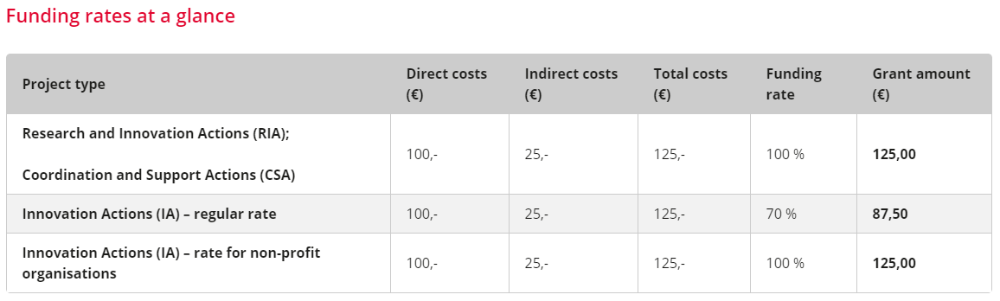 Funding rates at a glance
Project type
Direct costs
(€)
Indirect costs
(€)
Total costs
(€)
Funding
rate
Grant amount
(€)
Research and Innovation Actions (RIA);
Coordination and Support Actions (CSA)
100,-
25,-
125,-
100 %
125,00
Innovation Actions (IA) – regular rate
100,-
25,-
125,-
70 %
87,50
Innovation Actions (IA) – rate for non-profit
organisations
100,-
25,-
125,-
100 %
125,00